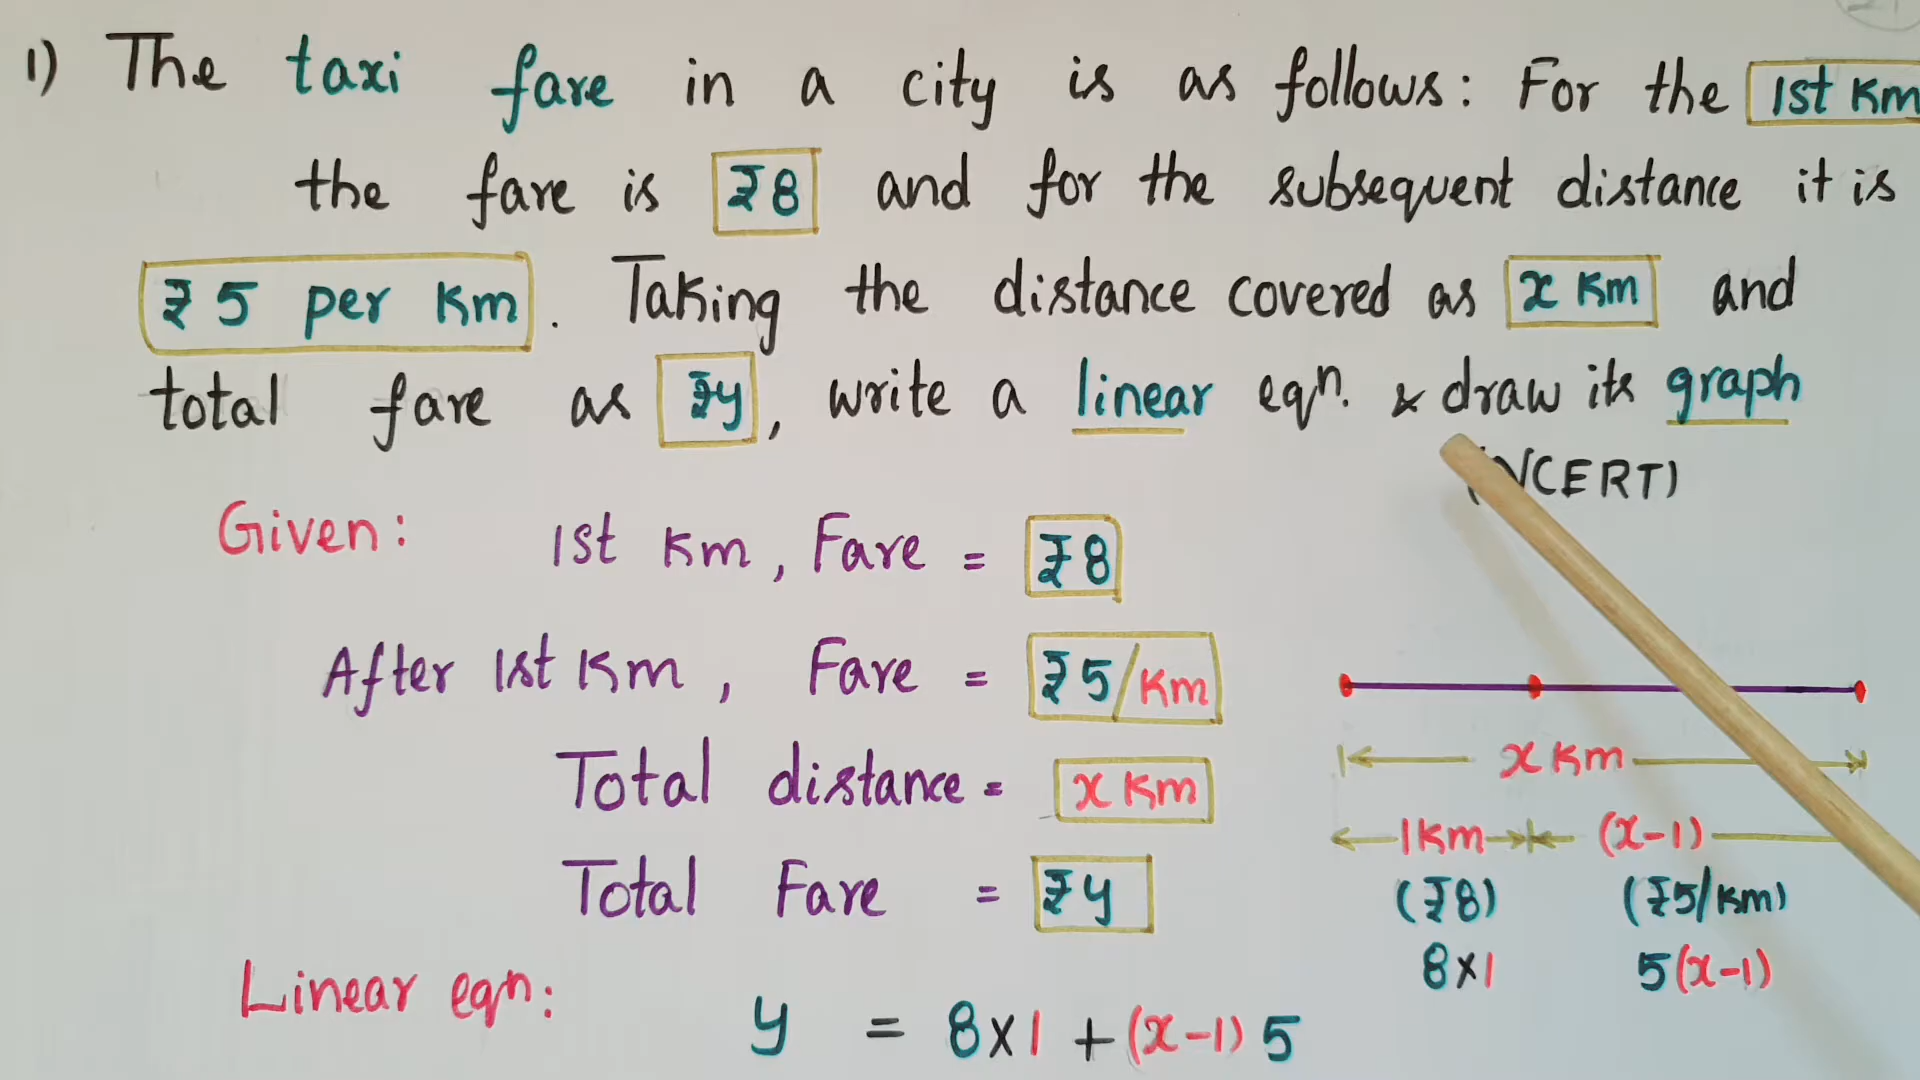 1) The taxi fare in a city is as follows: For the 1st Km
the fare is ₹8 and for the subsequent distance it is
₹5 per Km. Taking the distance covered as x Km and
total fare as ₹y, write a linear eqn. & draw its graph
(NCERT)
Given: 1st Km, Fare = ₹8
After 1st Km, Fare = ₹5/Km
Total distance = x Km
Total Fare = ₹y
x Km
1Km (x-1)
(₹8) (₹5/Km)
8×1 5(x-1)
Linear eqn: y = 8×1 + (x-1) 5